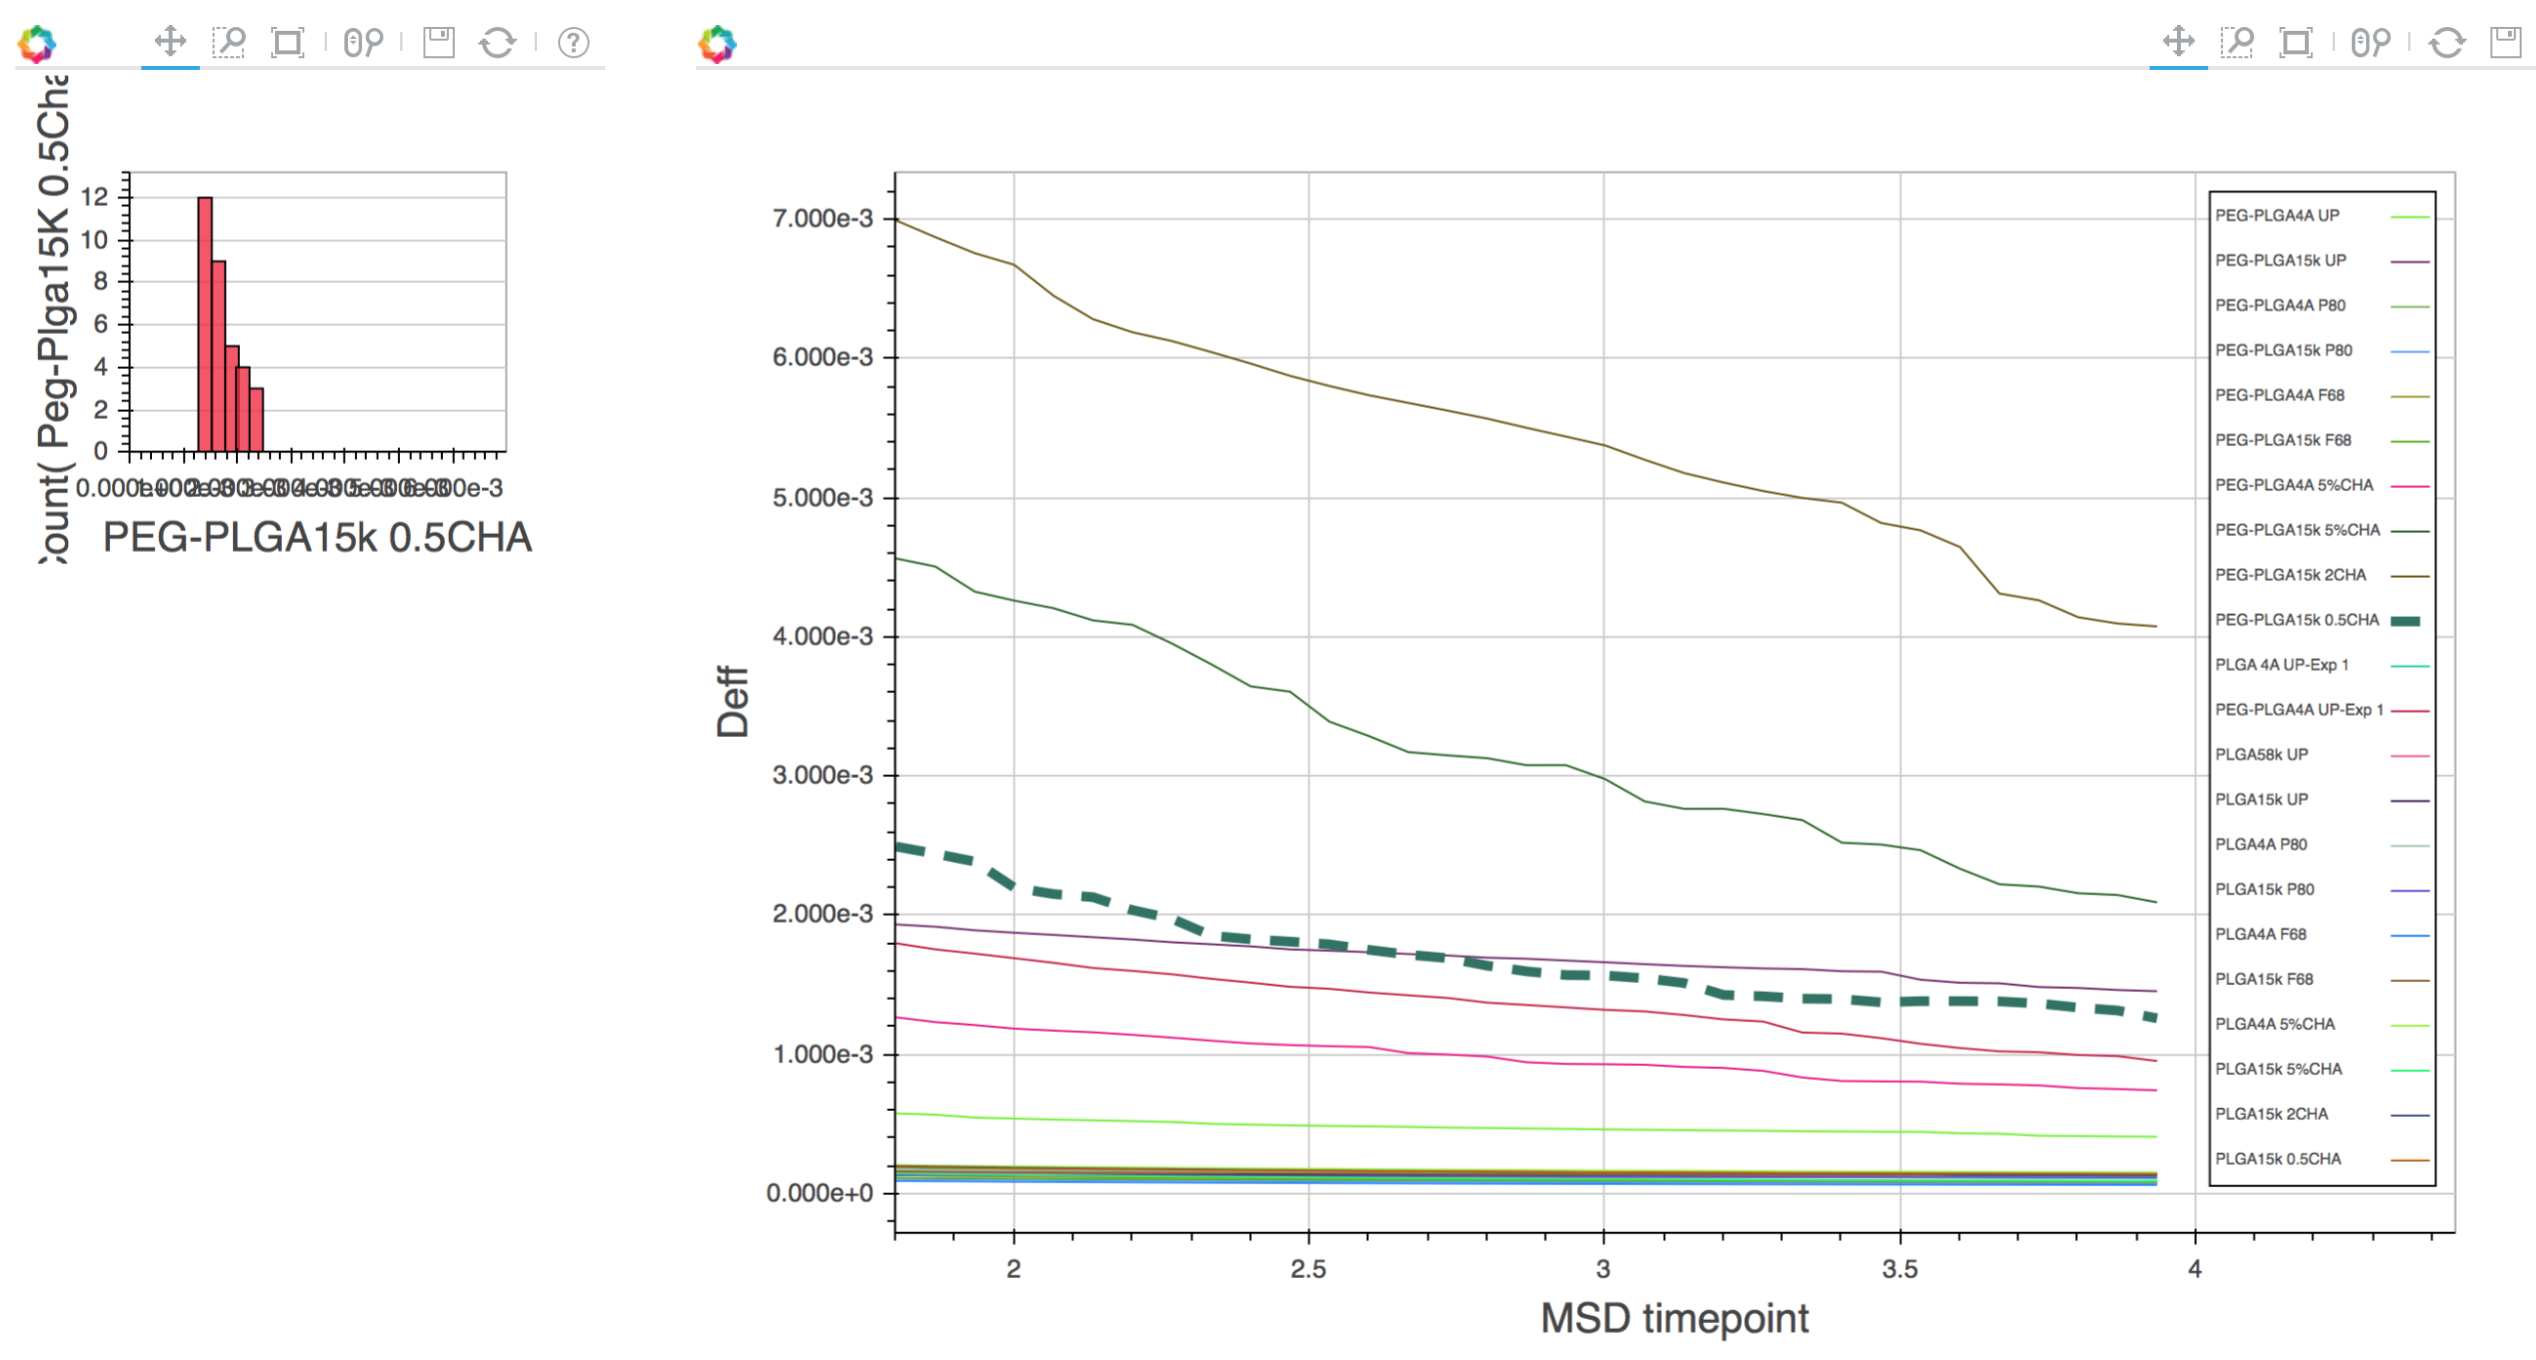 ount( Peg-Plga15K 0.5Cha
12
10
8
6
4
2
0
PEG-PLGA15k 0.5CHA
7.000e-3
6.000e-3
5.000e-3
4.000e-3
3.000e-3
2.000e-3
1.000e-3
0.000e+0
Deff
2
2.5
3
3.5
4
MSD timepoint
PEG-PLGA4A UP
PEG-PLGA15k UP
PEG-PLGA4A P80
PEG-PLGA15k P80
PEG-PLGA4A F68
PEG-PLGA15k F68
PEG-PLGA4A 5%CHA
PEG-PLGA15k 5%CHA
PEG-PLGA15k 2CHA
PEG-PLGA15k 0.5CHA
PLGA 4A UP-Exp 1
PEG-PLGA4A UP-Exp 1
PLGA58k UP
PLGA15k UP
PLGA4A P80
PLGA15k P80
PLGA4A F68
PLGA15k F68
PLGA4A 5%CHA
PLGA15k 5%CHA
PLGA15k 2CHA
PLGA15k 0.5CHA